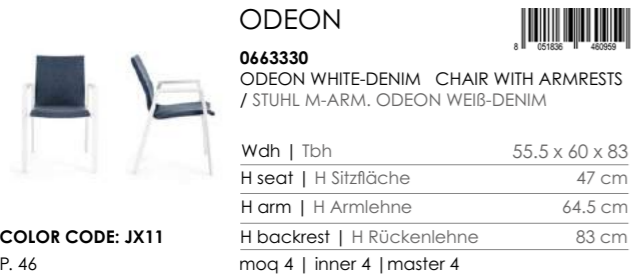 ODEON
8 051836 460959
0663330
ODEON WHITE-DENIM CHAIR WITH ARMRESTS
/ STUHL M-ARM. ODEON WEIß-DENIM
Wdh | Tbh 55.5 x 60 x 83
H seat | H Sitzfläche 47 cm
H arm | H Armlehne 64.5 cm
H backrest | H Rückenlehne 83 cm
moq 4 | inner 4 |master 4
COLOR CODE: JX11
P. 46